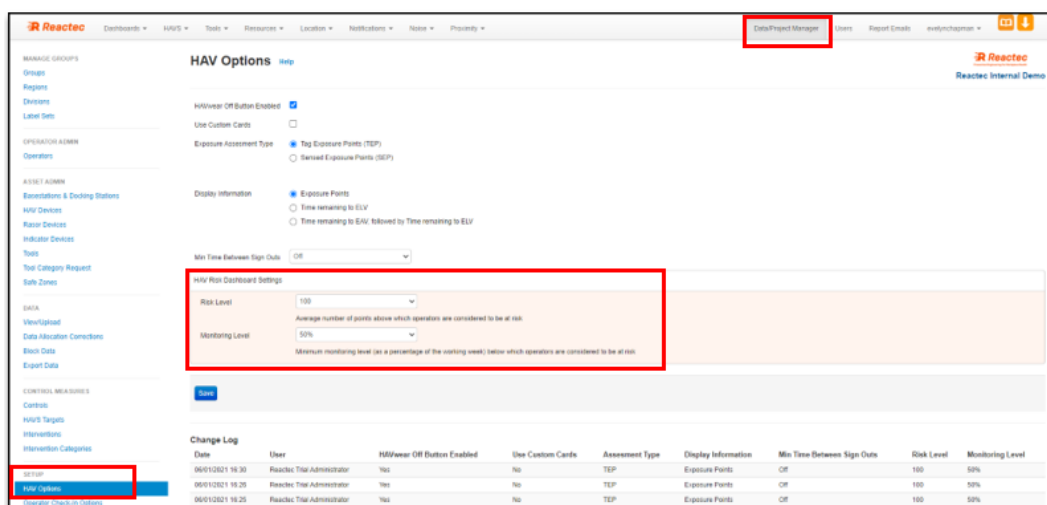 Reactec Dashboards HAVS Tools Resources Location Notifications Noise Proximity Data/Project Manager Users Report Emails evelynchapman
MANAGE GROUPS
Groups
Regions
Divisions
Label Sets
OPERATOR ADMIN
Operators
ASSET ADMIN
Basestations & Docking Stations
HAV Devices
Razor Devices
Indicator Devices
Tools
Tool Category Request
Safe Zones
DATA
View/Upload
Data Allocation Corrections
Block Data
Export Data
CONTROL MEASURES
Controls
HAVS Targets
Interventions
Intervention Categories
SETUP
HAV Options
Operator Check-In Options
HAV Options Help
Reactec
Reactec Internal Demo
HAVwear Off Button Enabled
Use Custom Cards
Exposure Assesment Type Tag Exposure Points (TEP)
Sensed Exposure Points (SEP)
Display Information Exposure Points
Time remaining to ELV
Time remaining to EAV, followed by Time remaining to ELV
Min Time Between Sign Outs Off
HAV Risk Dashboard Settings
Risk Level 100
Average number of points above which operators are considered to be at risk
Monitoring Level 50%
Minimum monitoring level (as a percentage of the working week) below which operators are considered to be at risk
Save
Change Log
Date User HAVwear Off Button Enabled Use Custom Cards Assesment Type Display Information Min Time Between Sign Outs Risk Level Monitoring Level
06/01/2021 16:30 Reactec Trial Administrator Yes No TEP Exposure Points Off 100 50%
06/01/2021 16:26 Reactec Trial Administrator Yes No TEP Exposure Points Off 100 50%
06/01/2021 16:25 Reactec Trial Administrator Yes No TEP Exposure Points Off 100 50%